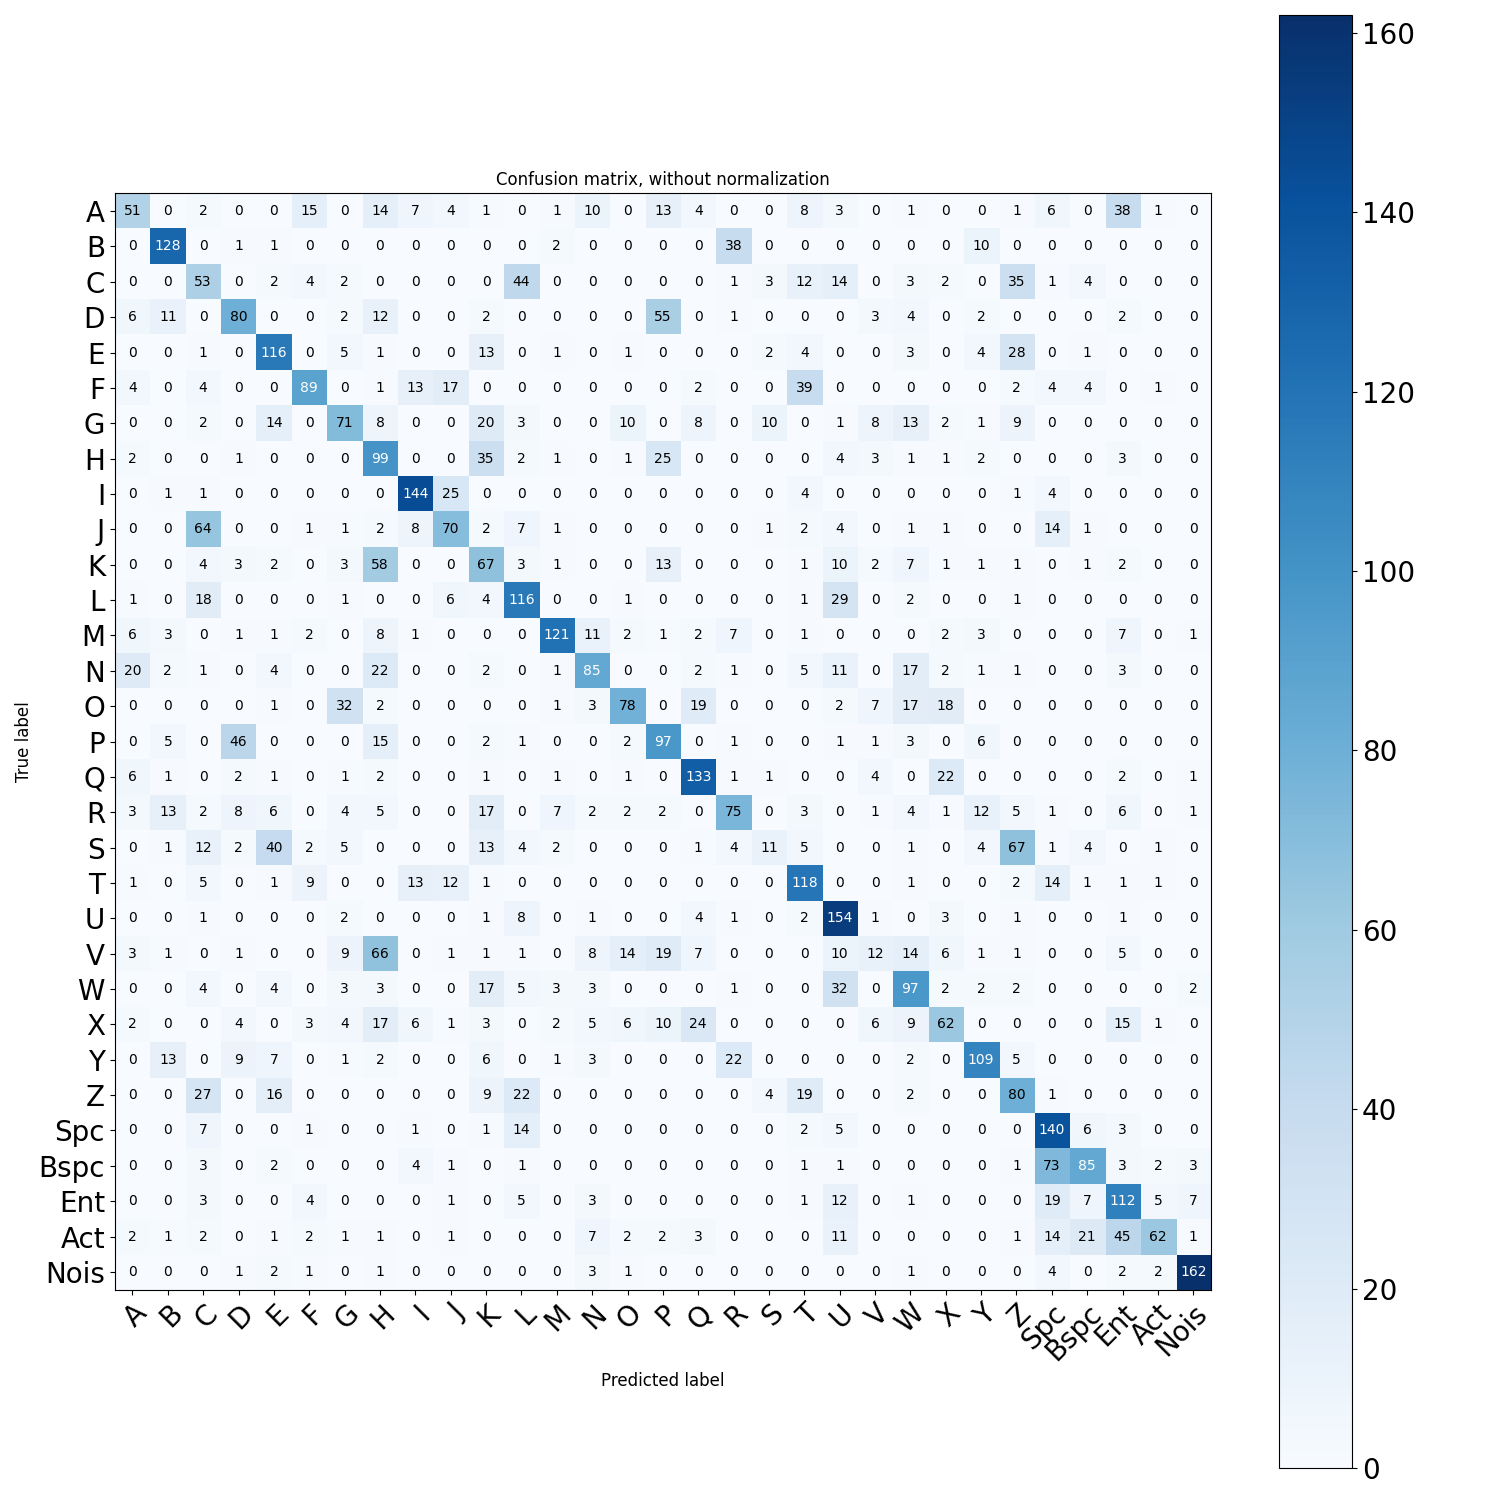 Confusion matrix, without normalization
A 51 0 2 0 0 15 0 14 7 4 1 0 1 10 0 13 4 0 0 8 3 0 1 0 0 1 6 0 38 1 0
B 0 128 0 1 1 0 0 0 0 0 0 0 2 0 0 0 0 38 0 0 0 0 0 0 10 0 0 0 0 0 0
C 0 0 53 0 2 4 2 0 0 0 0 44 0 0 0 0 0 1 3 12 14 0 3 2 0 35 1 4 0 0 0
D 6 11 0 80 0 0 2 12 0 0 2 0 0 0 0 55 0 1 0 0 0 3 4 0 2 0 0 0 2 0 0
E 0 0 1 0 116 0 5 1 0 0 13 0 1 0 1 0 0 0 2 4 0 0 3 0 4 28 0 1 0 0 0
F 4 0 4 0 0 89 0 1 13 17 0 0 0 0 0 0 2 0 0 39 0 0 0 0 0 2 4 4 0 1 0
G 0 0 2 0 14 0 71 8 0 0 20 3 0 0 10 0 8 0 10 0 1 8 13 2 1 9 0 0 0 0 0
H 2 0 0 1 0 0 0 99 0 0 35 2 1 0 1 25 0 0 0 0 4 3 1 1 2 0 0 0 3 0 0
I 0 1 1 0 0 0 0 0 144 25 0 0 0 0 0 0 0 0 0 4 0 0 0 0 0 1 4 0 0 0 0
J 0 0 64 0 0 1 1 2 8 70 2 7 1 0 0 0 0 0 1 2 4 0 1 1 0 0 14 1 0 0 0
K 0 0 4 3 2 0 3 58 0 0 67 3 1 0 0 13 0 0 0 1 10 2 7 1 1 1 0 1 2 0 0
L 1 0 18 0 0 0 1 0 0 6 4 116 0 0 1 0 0 0 0 1 29 0 2 0 0 1 0 0 0 0 0
M 6 3 0 1 1 2 0 8 1 0 0 0 121 11 2 1 2 7 0 1 0 0 0 2 3 0 0 0 7 0 1
N 20 2 1 0 4 0 0 22 0 0 2 0 1 85 0 0 2 1 0 5 11 0 17 2 1 1 0 0 3 0 0
O 0 0 0 0 1 0 32 2 0 0 0 0 1 3 78 0 19 0 0 0 2 7 17 18 0 0 0 0 0 0 0
P 0 5 0 46 0 0 0 15 0 0 2 1 0 0 2 97 0 1 0 0 1 1 3 0 6 0 0 0 0 0 0
Q 6 1 0 2 1 0 1 2 0 0 1 0 1 0 1 0 133 1 1 0 0 4 0 22 0 0 0 0 2 0 1
R 3 13 2 8 6 0 4 5 0 0 17 0 7 2 2 2 0 75 0 3 0 1 4 1 12 5 1 0 6 0 1
S 0 1 12 2 40 2 5 0 0 0 13 4 2 0 0 0 1 4 11 5 0 0 1 0 4 67 1 4 0 1 0
T 1 0 5 0 1 9 0 0 13 12 1 0 0 0 0 0 0 0 0 118 0 0 1 0 0 2 14 1 1 1 0
U 0 0 1 0 0 0 2 0 0 0 1 8 0 1 0 0 4 1 0 2 154 1 0 3 0 1 0 0 1 0 0
V 3 1 0 1 0 0 9 66 0 1 1 1 0 8 14 19 7 0 0 0 10 12 14 6 1 1 0 0 5 0 0
W 0 0 4 0 4 0 3 3 0 0 17 5 3 3 0 0 0 1 0 0 32 0 97 2 2 2 0 0 0 0 2
X 2 0 0 4 0 3 4 17 6 1 3 0 2 5 6 10 24 0 0 0 0 6 9 62 0 0 0 0 15 1 0
Y 0 13 0 9 7 0 1 2 0 0 6 0 1 3 0 0 0 22 0 0 0 0 2 0 109 5 0 0 0 0 0
Z 0 0 27 0 16 0 0 0 0 0 9 22 0 0 0 0 0 0 4 19 0 0 2 0 0 80 1 0 0 0 0
Spc 0 0 7 0 0 1 0 0 1 0 1 14 0 0 0 0 0 0 0 2 5 0 0 0 0 0 140 6 3 0 0
Bspc 0 0 3 0 2 0 0 0 4 1 0 1 0 0 0 0 0 0 0 1 1 0 0 0 0 1 73 85 3 2 3
Ent 0 0 3 0 0 4 0 0 0 1 0 5 0 3 0 0 0 0 0 1 12 0 1 0 0 0 19 7 112 5 7
Act 2 1 2 0 1 2 1 1 0 1 0 0 0 7 2 2 3 0 0 0 11 0 0 0 0 1 14 21 45 62 1
Nois 0 0 0 1 2 1 0 1 0 0 0 0 0 3 1 0 0 0 0 0 0 0 1 0 0 0 4 0 2 2 162
A B C D E F G H I J K L M N O P Q R S T U V W X Y Z Spc Bspc Ent Act Nois
Predicted label
True label
160
140
120
100
80
60
40
20
0